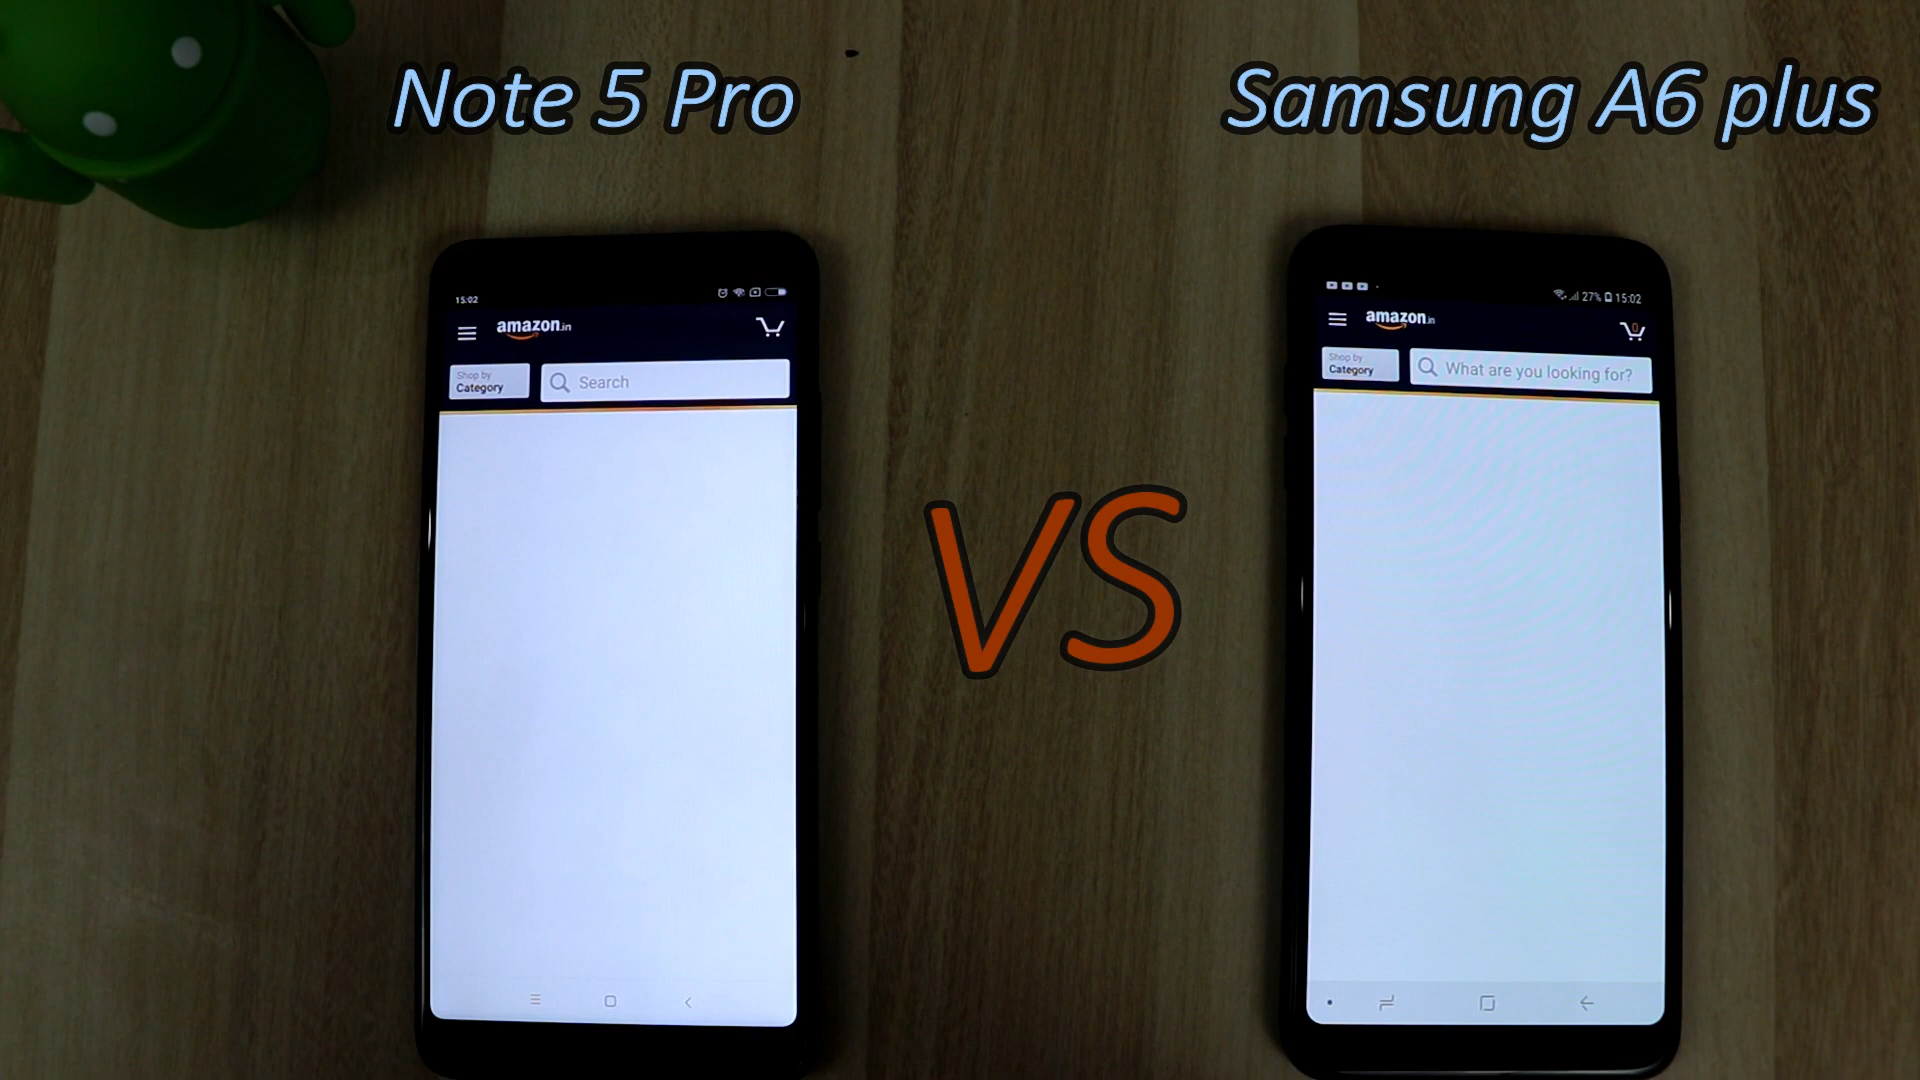 Note 5 Pro
Samsung A6 plus
VS
15:02
amazon.in
Shop by
Category
Search
27% 15:02
amazon.in
0
Shop by
Category
What are you looking for?